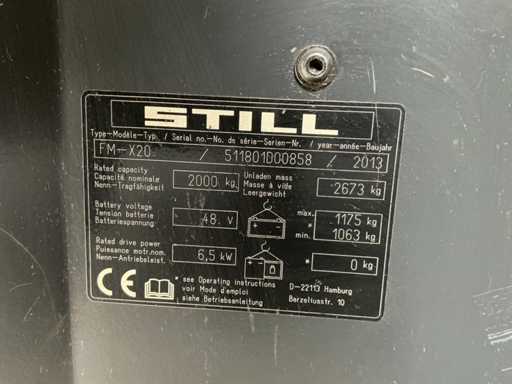 STILL
Type-Modèle-Typ / Serial no.-No. de série-Serien-Nr. / year-année-Baujahr
FM-X20 / 511801D00858 / 2013
Rated capacity
Capacité nominale
Nenn-Tragfähigkeit
2000 kg
Unladen mass
Masse à vide
Leergewicht
2673 kg
Battery voltage
Tension batterie
Batteriespannung
48 V
max. 1175 kg
*
min. 1063 kg
Rated drive power
Puissance motr.nom.
Nenn-Antriebsleist.
6,5 kW
* 0 kg
CE
* see Operating instructions
voir Mode d'emploi
siehe Betriebsanleitung
D-22113 Hamburg
Berzeliusstr. 10